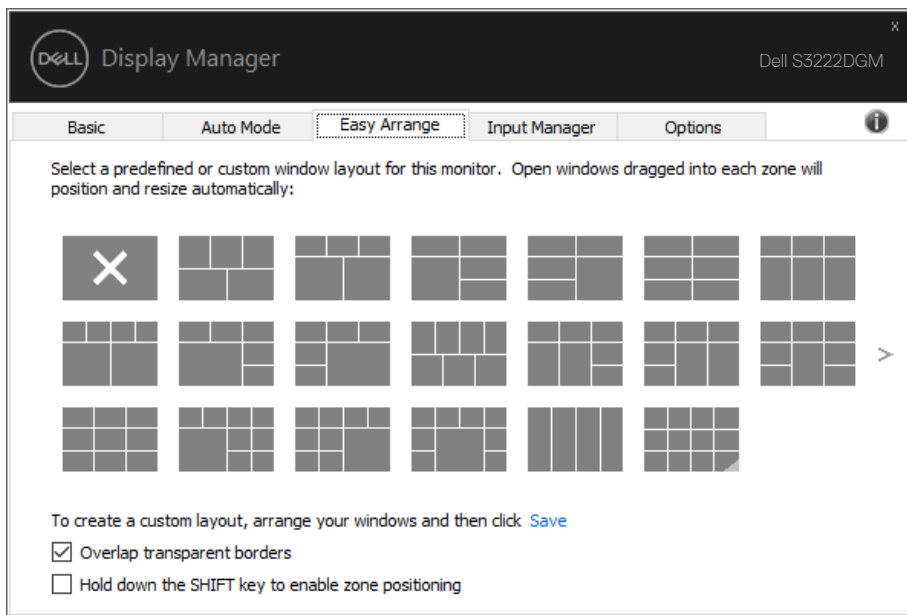 x
DELL Display Manager
Dell S3222DGM
Basic Auto Mode Easy Arrange Input Manager Options
Select a predefined or custom window layout for this monitor. Open windows dragged into each zone will
position and resize automatically:
>
To create a custom layout, arrange your windows and then click Save
Overlap transparent borders
Hold down the SHIFT key to enable zone positioning